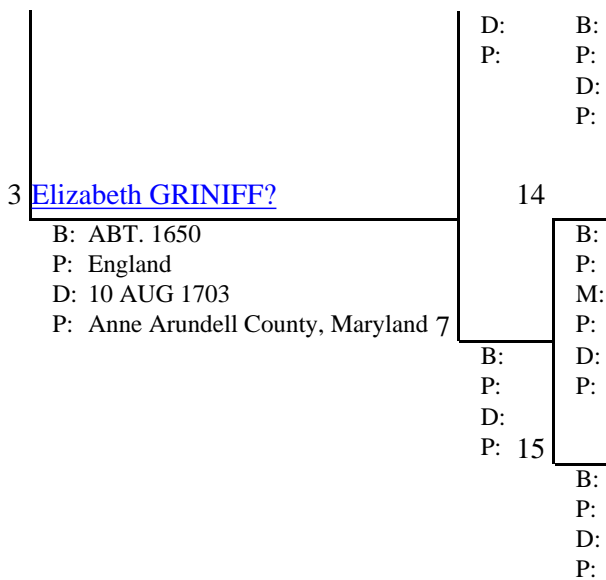 D:
P:
B:
P:
D:
P:
3 Elizabeth GRINIFF?
B: ABT. 1650
P: England
D: 10 AUG 1703
P: Anne Arundell County, Maryland
14
B:
P:
M:
P:
D:
P:
7
B:
P:
D:
P:
15
B:
P:
D:
P: